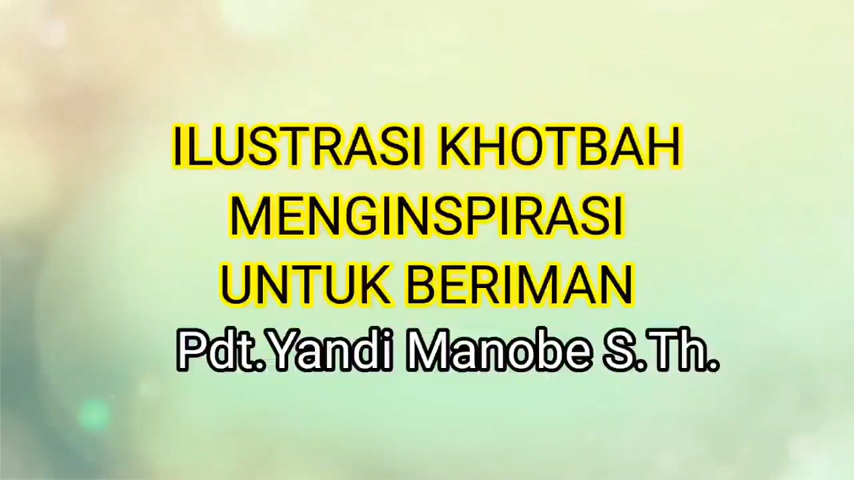 ILUSTRASI KHOTBAH
MENGINSPIRASI
UNTUK BERIMAN
Pdt.Yandi Manobe S.Th.